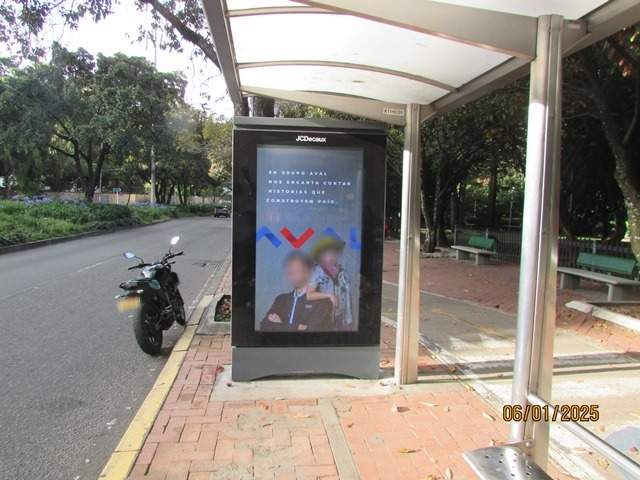 JCDecaux
EN GRUPO AVAL
NOS ENCANTA CONTAR
HISTORIAS QUE
CONSTRUYEN PAÍS.
AVAL
06/01/2025